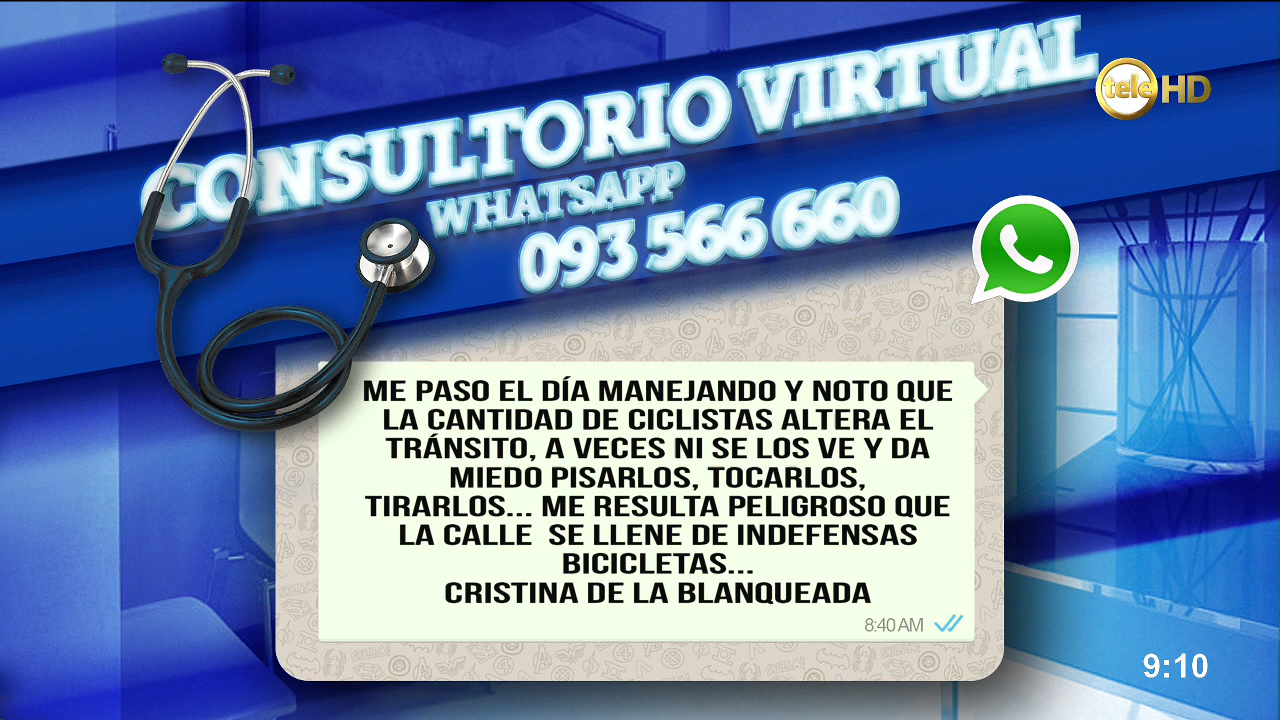 CONSULTORIO VIRTUAL
tele HD
WHATSAPP
093 566 660
ME PASO EL DÍA MANEJANDO Y NOTO QUE
LA CANTIDAD DE CICLISTAS ALTERA EL
TRÁNSITO, A VECES NI SE LOS VE Y DA
MIEDO PISARLOS, TOCARLOS,
TIRARLOS... ME RESULTA PELIGROSO QUE
LA CALLE  SE LLENE DE INDEFENSAS
BICICLETAS...
CRISTINA DE LA BLANQUEADA
8:40 AM
9:10